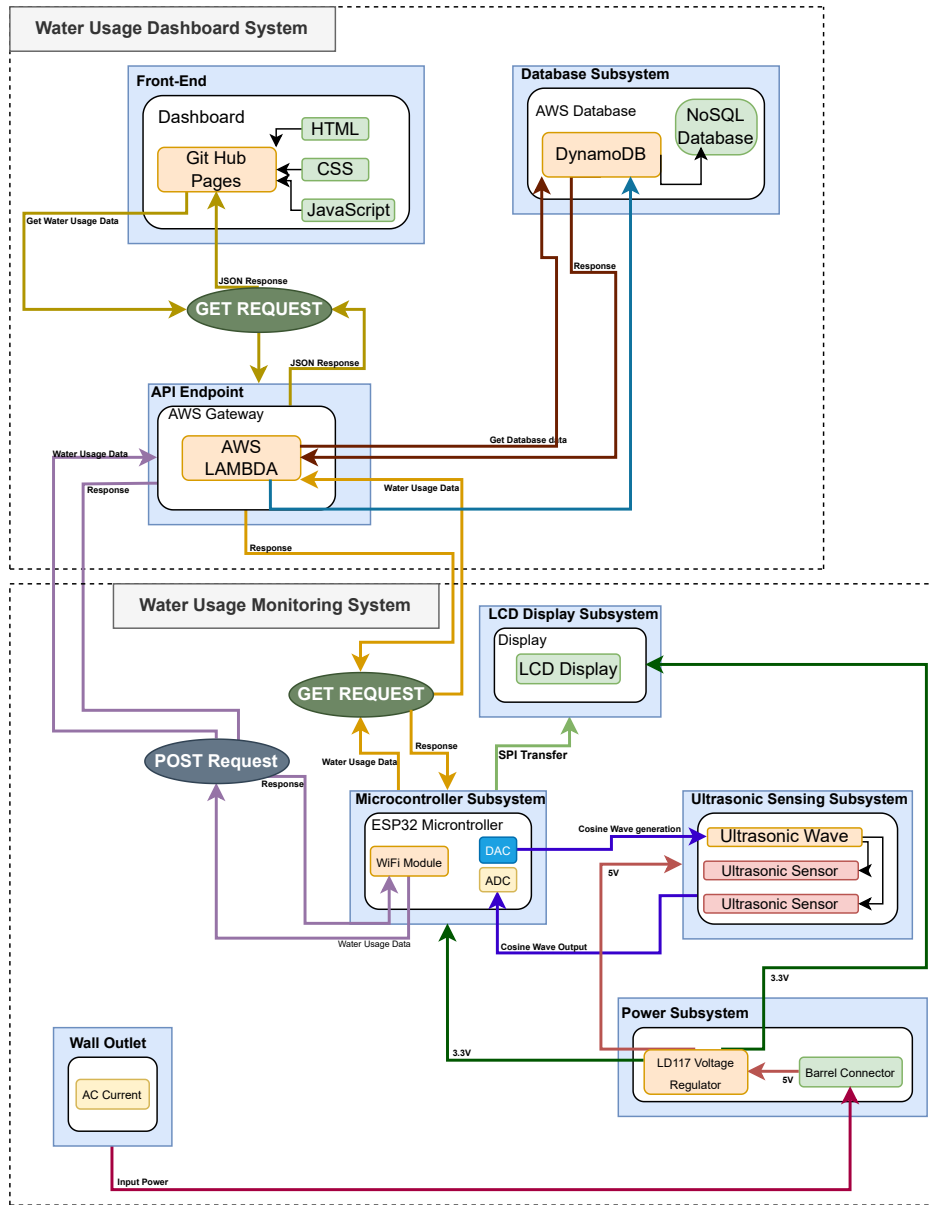 Water Usage Dashboard System
Front-End
Dashboard
HTML
Git Hub
Pages
CSS
JavaScript
Database Subsystem
AWS Database
NoSQL
Database
DynamoDB
Get Water Usage Data
JSON Response
Response
GET REQUEST
JSON Response
API Endpoint
AWS Gateway
AWS
LAMBDA
Get Database data
Water Usage Data
Response
Water Usage Data
Response
Water Usage Monitoring System
LCD Display Subsystem
Display
LCD Display
GET REQUEST
POST Request
Response
Water Usage Data
Response
SPI Transfer
Microcontroller Subsystem
ESP32 Microntroller
WiFi Module
DAC
ADC
Water Usage Data
Cosine Wave generation
5V
Cosine Wave Output
Ultrasonic Sensing Subsystem
Ultrasonic Wave
Ultrasonic Sensor
Ultrasonic Sensor
3.3V
3.3V
Power Subsystem
LD117 Voltage
Regulator
5V
Barrel Connector
Wall Outlet
AC Current
Input Power